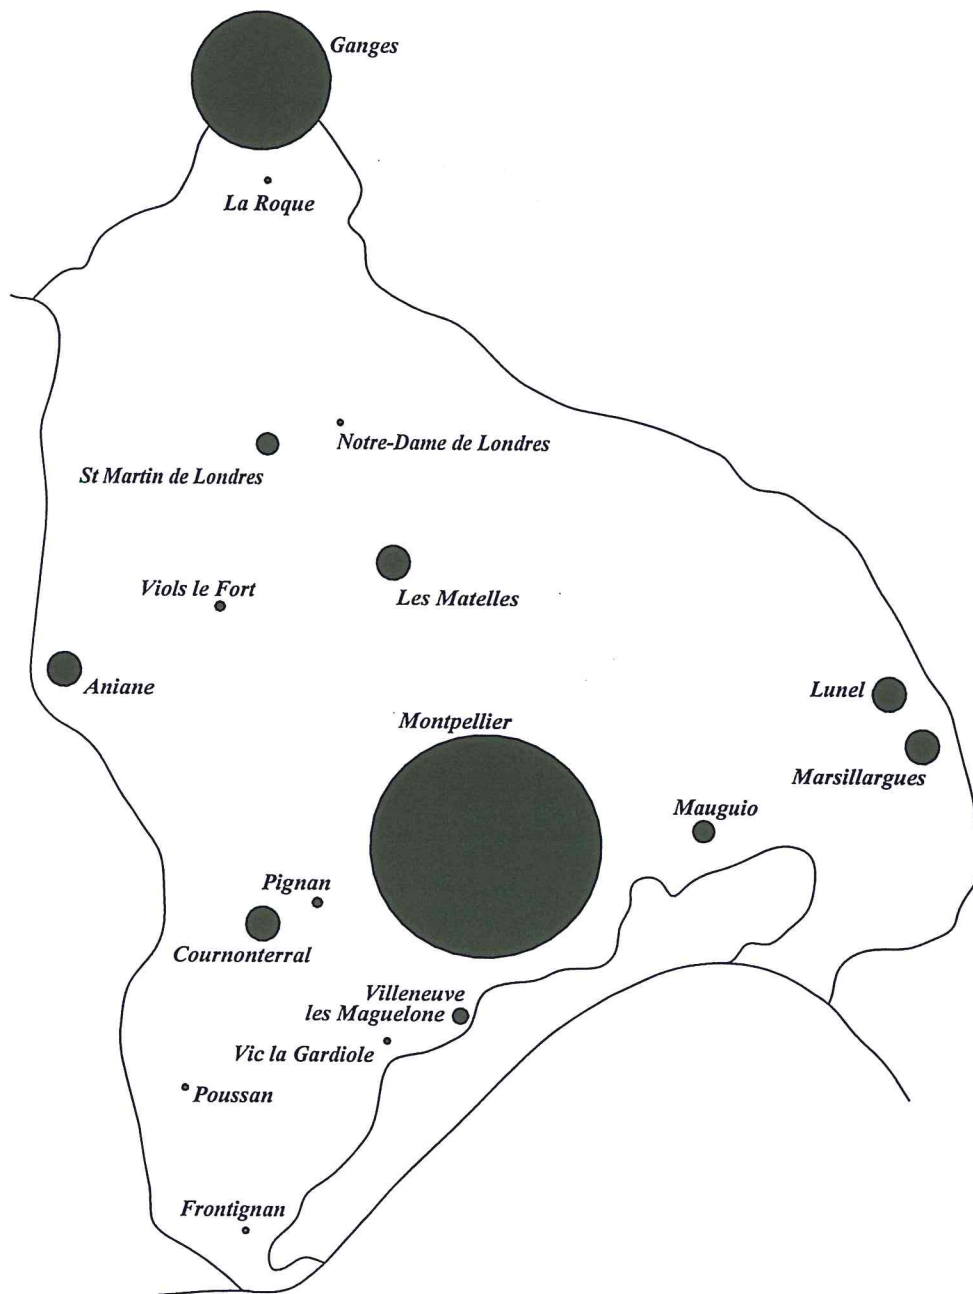 Ganges
La Roque
Notre-Dame de Londres
St Martin de Londres
Viols le Fort
Les Matelles
Aniane
Lunel
Montpellier
Marsillargues
Mauguio
Pignan
Cournonterral
Villeneuve
les Maguelone
Vic la Gardiole
Poussan
Frontignan